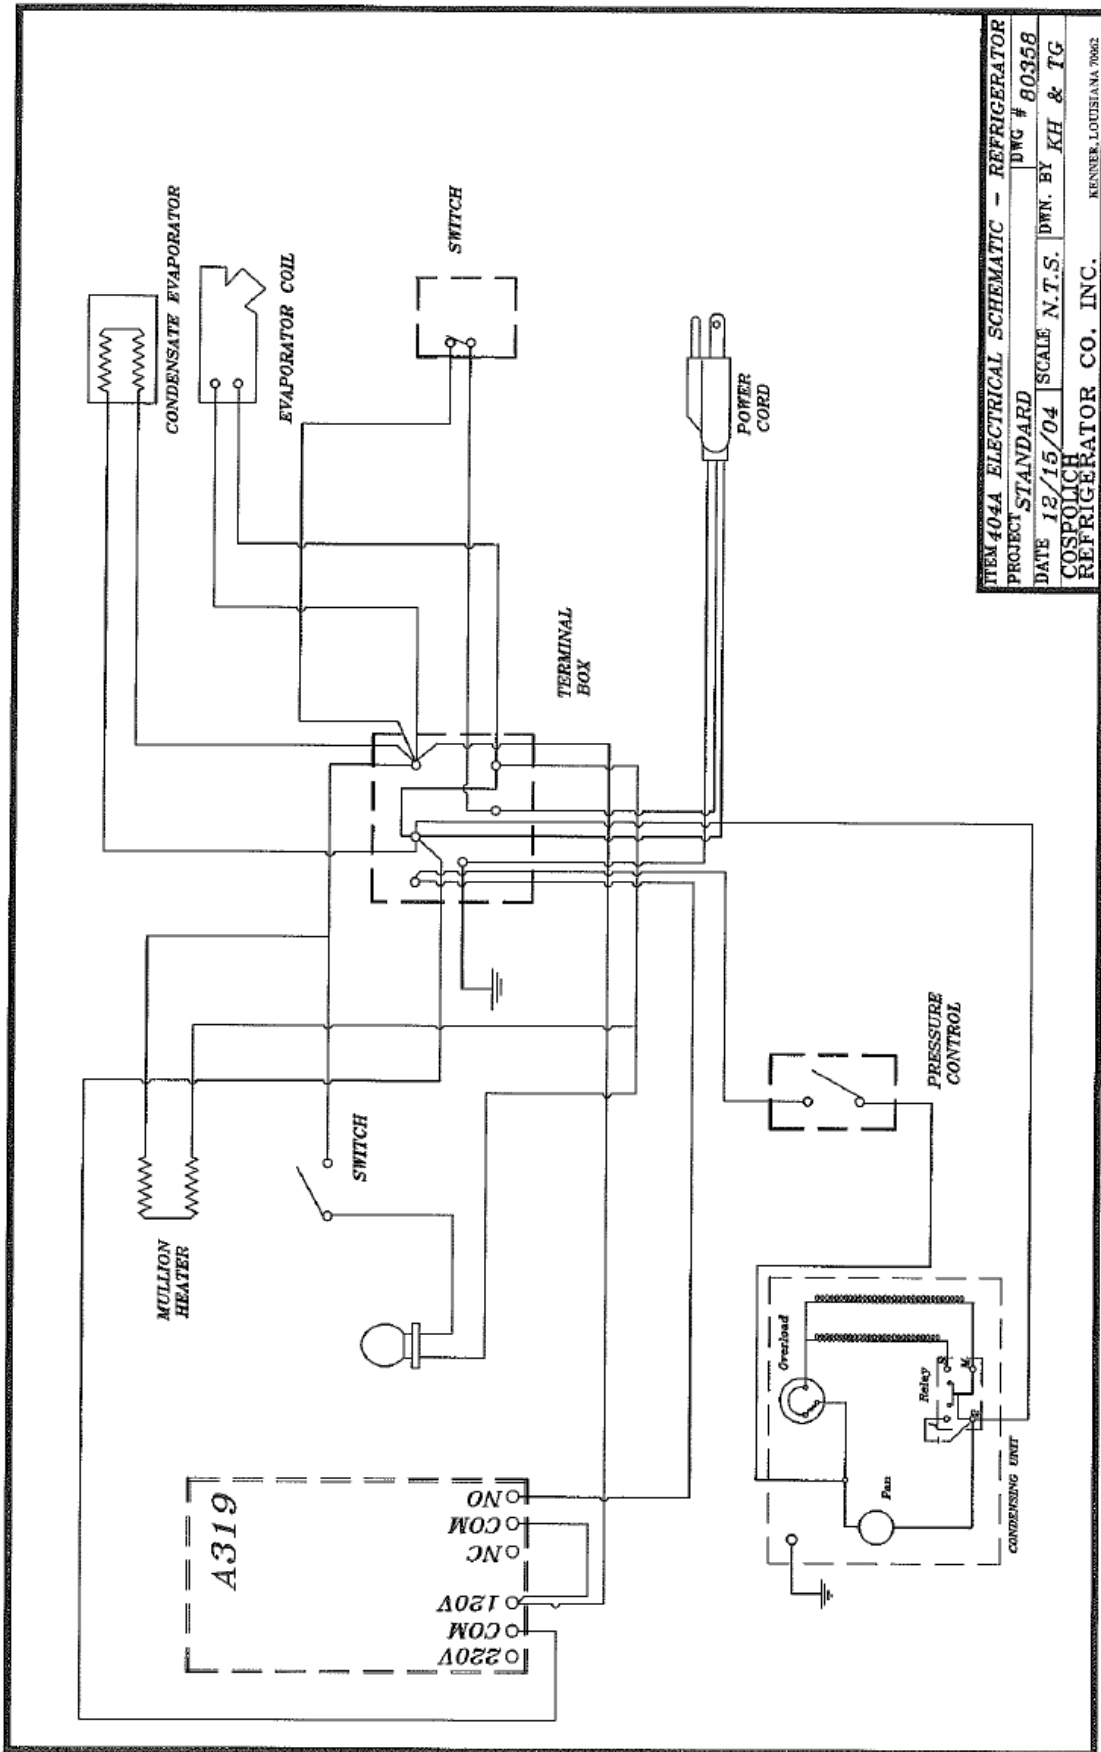 CONDENSATE EVAPORATOR
EVAPORATOR COIL
SWITCH
POWER
CORD
TERMINAL
BOX
MULLION
HEATER
SWITCH
PRESSURE
CONTROL
A319
NO
COM
NC
120V
COM
220V
Overload
Relay
S
M
Fan
CONDENSING UNIT
ITEM 404A ELECTRICAL SCHEMATIC - REFRIGERATOR
PROJECT STANDARD DWG # 80358
DATE 12/15/04 SCALE N.T.S. DWN. BY KH & TG
COSPOLICH
REFRIGERATOR CO. INC. KENNER, LOUISIANA 70062